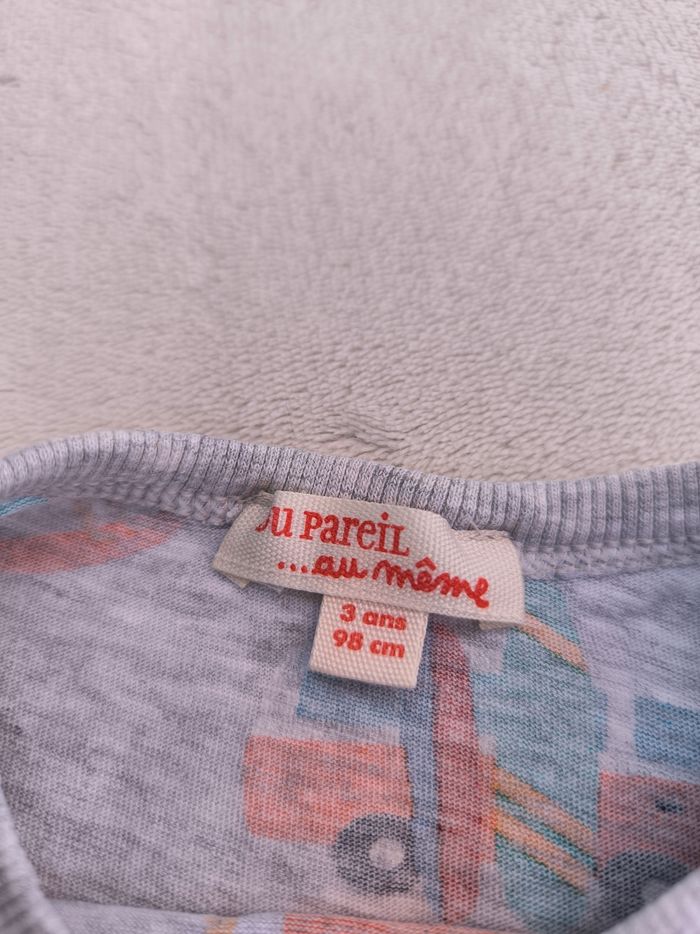 u Pareil
...au même
3 ans
98 cm